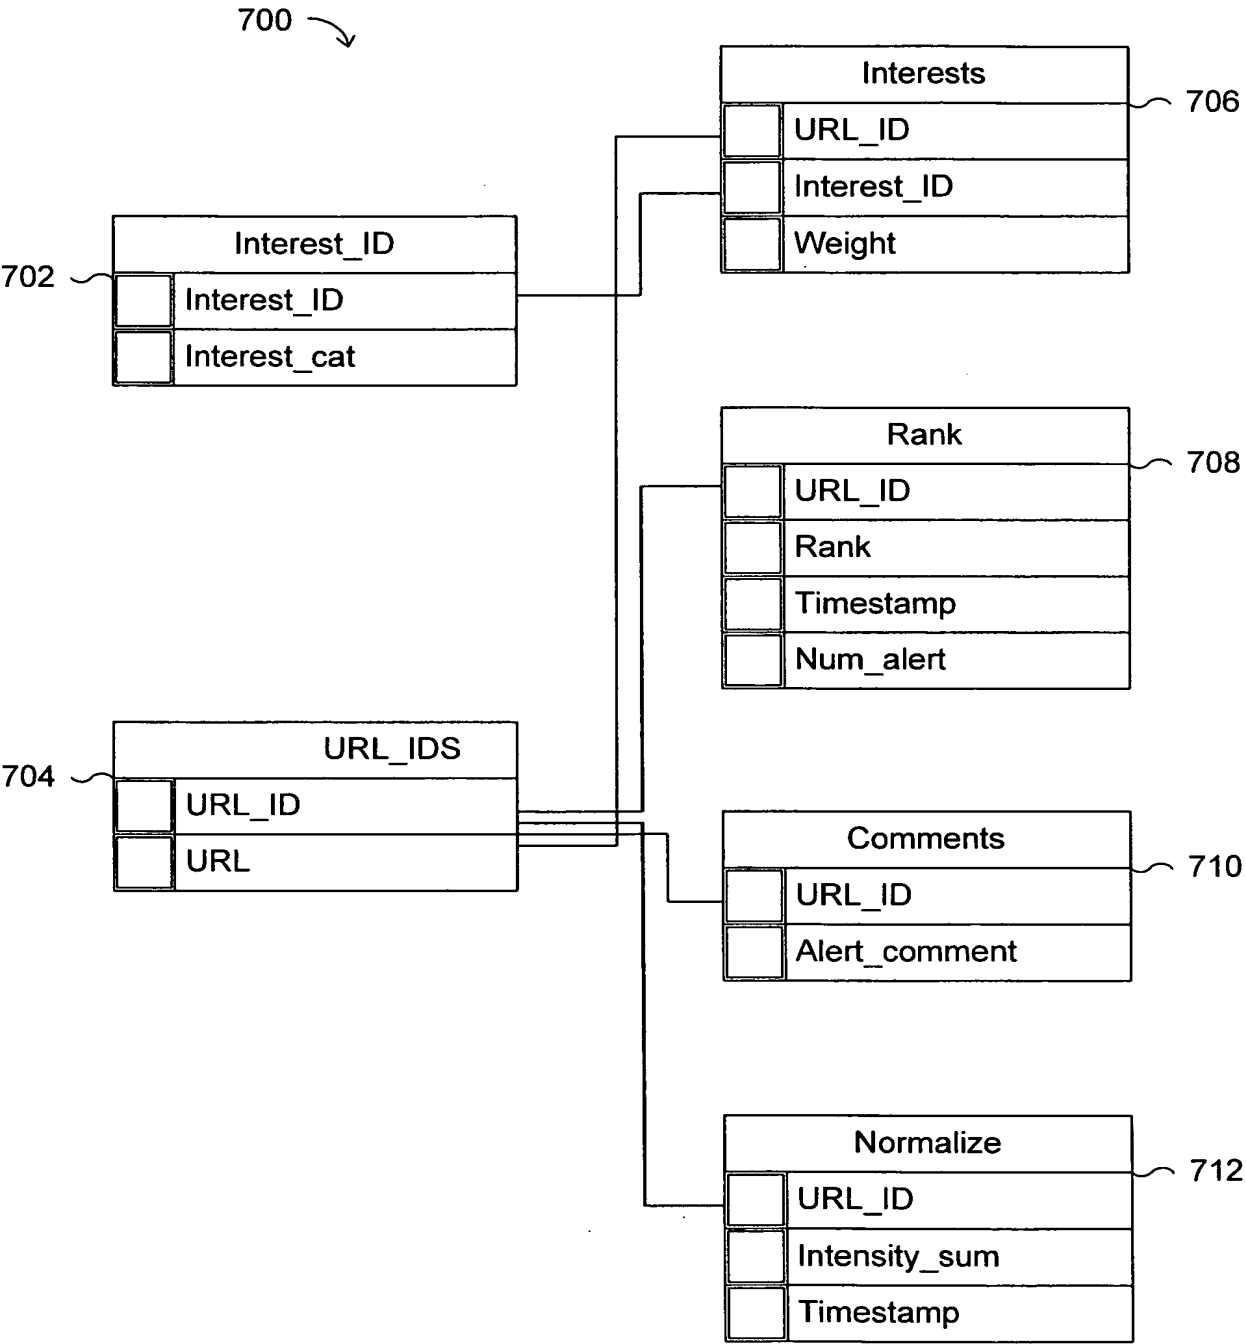 700
Interests
706
URL_ID
Interest_ID
Weight
Interest_ID
702
Interest_ID
Interest_cat
Rank
708
URL_ID
Rank
Timestamp
Num_alert
URL_IDS
704
URL_ID
URL
Comments
710
URL_ID
Alert_comment
Normalize
712
URL_ID
Intensity_sum
Timestamp